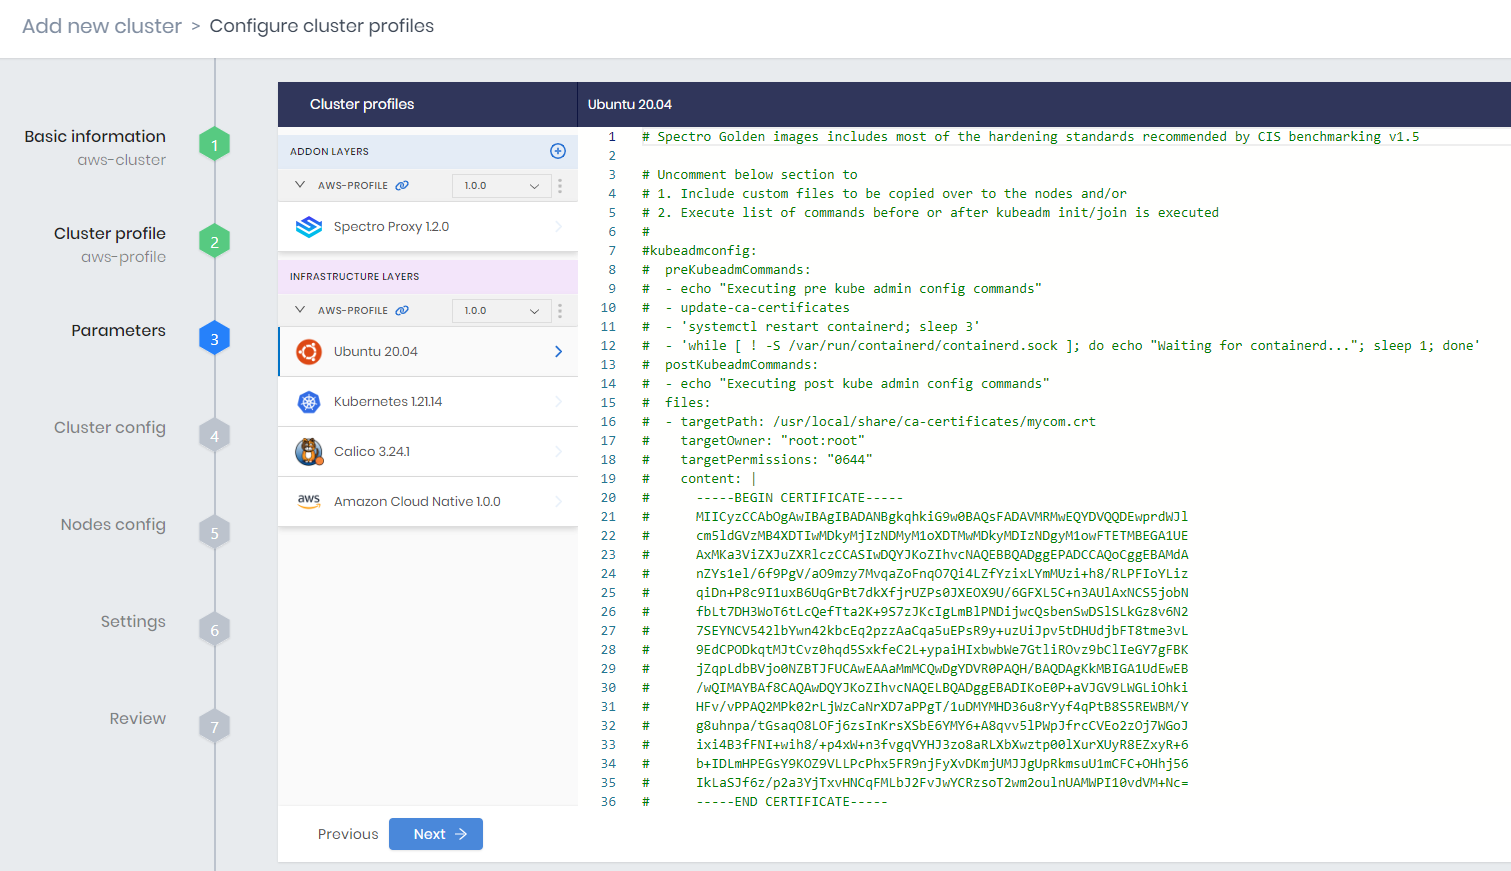 Add new cluster > Configure cluster profiles
Basic information
aws-cluster
1
Cluster profile
aws-profile
2
Parameters
3
Cluster config
4
Nodes config
5
Settings
6
Review
7
Cluster profiles
ADDON LAYERS
AWS-PROFILE 1.0.0
Spectro Proxy 1.2.0
INFRASTRUCTURE LAYERS
AWS-PROFILE 1.0.0
Ubuntu 20.04
Kubernetes 1.21.14
Calico 3.24.1
aws Amazon Cloud Native 1.0.0
Previous Next
Ubuntu 20.04
1 # Spectro Golden images includes most of the hardening standards recommended by CIS benchmarking v1.5
2
3 # Uncomment below section to
4 # 1. Include custom files to be copied over to the nodes and/or
5 # 2. Execute list of commands before or after kubeadm init/join is executed
6 #
7 #kubeadmconfig:
8 #  preKubeadmCommands:
9 #  - echo "Executing pre kube admin config commands"
10 #  - update-ca-certificates
11 #  - 'systemctl restart containerd; sleep 3'
12 #  - 'while [ ! -S /var/run/containerd/containerd.sock ]; do echo "Waiting for containerd..."; sleep 1; done'
13 #  postKubeadmCommands:
14 #  - echo "Executing post kube admin config commands"
15 #  files:
16 #  - targetPath: /usr/local/share/ca-certificates/mycom.crt
17 #    targetOwner: "root:root"
18 #    targetPermissions: "0644"
19 #    content: |
20 #      -----BEGIN CERTIFICATE-----
21 #      MIICyzCCAbOgAwIBAgIBADANBgkqhkiG9w0BAQsFADAVMRMwEQYDVQQDEwprdWJl
22 #      cm5ldGVzMB4XDTIwMDkyMjIzNDMyM1oXDTMwMDkyMDIzNDgyM1owFTETMBEGA1UE
23 #      AxMKa3ViZXJuZXRlczCCASIwDQYJKoZIhvcNAQEBBQADggEPADCCAQoCggEBAMdA
24 #      nZYs1el/6f9PgV/aO9mzy7MvqaZoFnqO7Qi4LZfYzixLYmMUzi+h8/RLPFIoYLiz
25 #      qiDn+P8c9I1uxB6UqGrBt7dkXfjrUZPs0JXEOX9U/6GFXL5C+n3AUlAxNCS5jobN
26 #      fbLt7DH3WoT6tLcQefTta2K+9S7zJKcIgLmBlPNDijwcQsbenSwDSlSLkGz8v6N2
27 #      7SEYNCV542lbYwn42kbcEq2pzzAaCqa5uEPsR9y+uzUiJpv5tDHUdjbFT8tme3vL
28 #      9EdCPODkqtMJtCvz0hqd5SxkfeC2L+ypaiHIxbwbWe7GtliROvz9bClIeGY7gFBK
29 #      jZqpLdbBVjo0NZBTJFUCAwEAAaMmMCQwDgYDVR0PAQH/BAQDAgKkMBIGA1UdEwEB
30 #      /wQIMAYBAf8CAQAwDQYJKoZIhvcNAQELBQADggEBADIKoE0P+aVJGV9LWGLiOhki
31 #      HFv/vPPAQ2MPk02rLjWzCaNrXD7aPPgT/1uDMYMHD36u8rYyf4qPtB8S5REWBM/Y
32 #      g8uhnpa/tGsaqO8LOFj6zsInKrsXSbE6YMY6+A8qvv5lPWpJfrcCVEo2zOj7WGoJ
33 #      ixi4B3fFNI+wih8/+p4xW+n3fvgqVYHJ3zo8aRLXbXwztp00lXurXUyR8EZxyR+6
34 #      b+IDLmHPEGsY9KOZ9VLLPcPhx5FR9njFyXvDKmjUMJJgUpRkmsuU1mCFC+OHhj56
35 #      IkLaSJf6z/p2a3YjTxvHNCqFMLbJ2FvJwYCRzsoT2wm2oulnUAMWPI10vdVM+Nc=
36 #      -----END CERTIFICATE-----